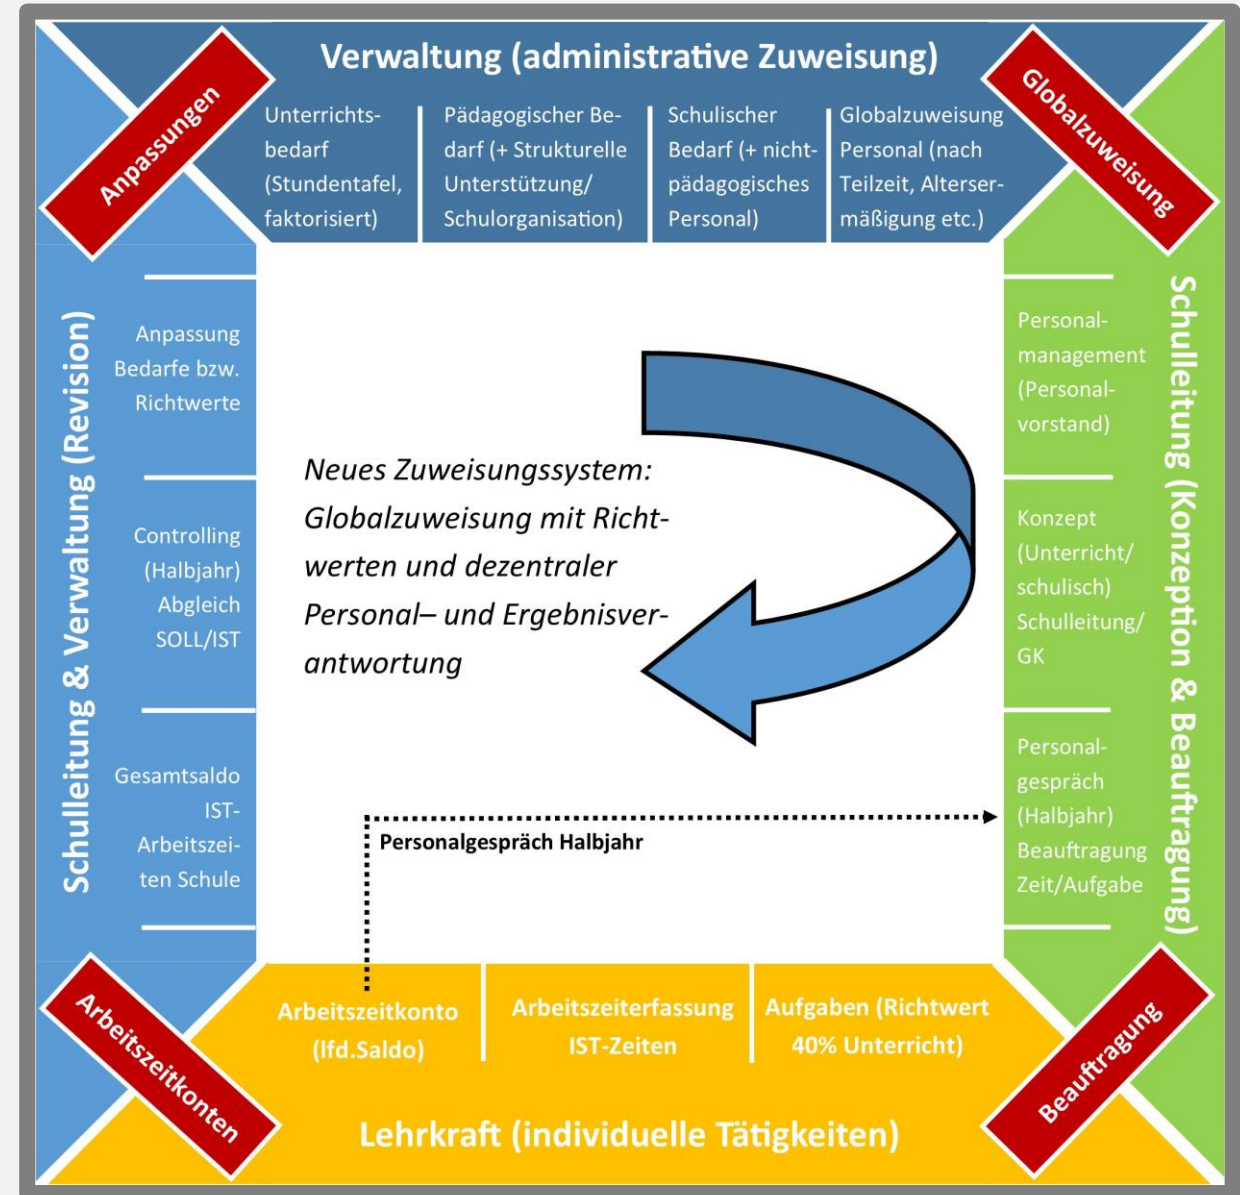 Verwaltung (administrative Zuweisung)
Anpassungen
Globalzuweisung
Unterrichts-
bedarf
(Stundentafel,
faktorisiert)
Pädagogischer Be-
darf (+ Strukturelle
Unterstützung/
Schulorganisation)
Schulischer
Bedarf (+ nicht-
pädagogisches
Personal)
Globalzuweisung
Personal (nach
Teilzeit, Alterser-
mäßigung etc.)
Schulleitung (Konzeption & Beauftragung)
Personal-
management
(Personal-
vorstand)
Konzept
(Unterricht/
schulisch)
Schulleitung/
GK
Personal-
gespräch
(Halbjahr)
Beauftragung
Zeit/Aufgabe
Schulleitung & Verwaltung (Revision)
Anpassung
Bedarfe bzw.
Richtwerte
Controlling
(Halbjahr)
Abgleich
SOLL/IST
Gesamtsaldo
IST-
Arbeitszei-
ten Schule
Neues Zuweisungssystem:
Globalzuweisung mit Richt-
werten und dezentraler
Personal– und Ergebnisver-
antwortung
Personalgespräch Halbjahr
Arbeitszeitkonten
Beauftragung
Arbeitszeitkonto
(lfd.Saldo)
Arbeitszeiterfassung
IST-Zeiten
Aufgaben (Richtwert
40% Unterricht)
Lehrkraft (individuelle Tätigkeiten)